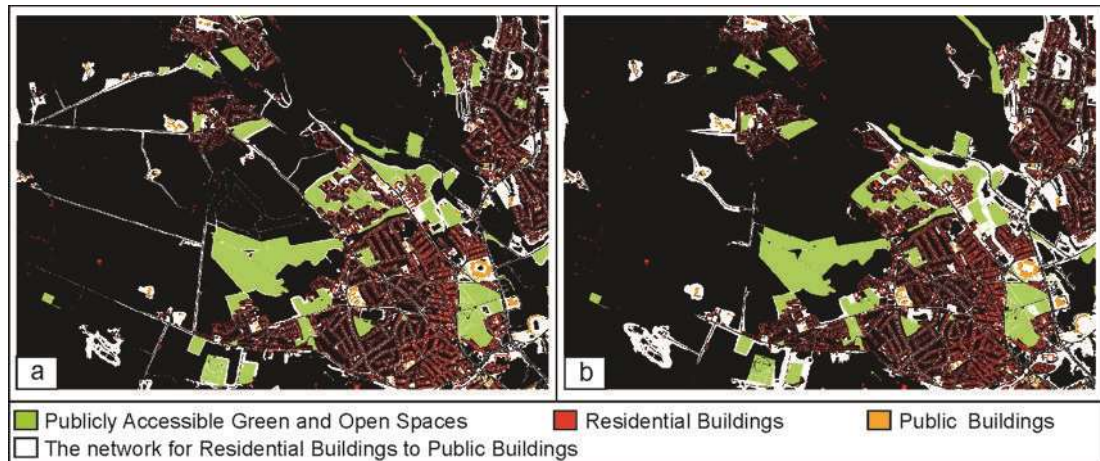 a
b
Publicly Accessible Green and Open Spaces Residential Buildings Public Buildings
The network for Residential Buildings to Public Buildings